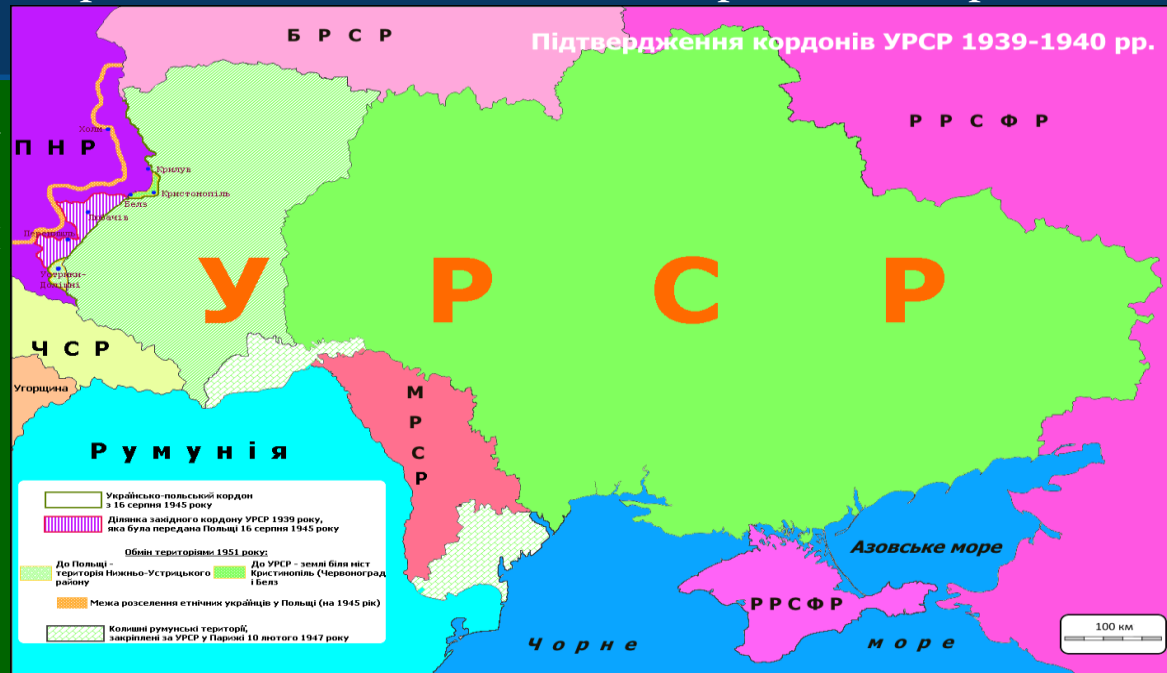 Б Р С Р
Підтвердження кордонів УРСР 1939-1940 рр.
Р Р С Ф Р
Холм
П Н Р
Крилув
Кристонопіль
Белз
Любачів
Перемишль
Устрики-
Долішні
У Р С Р
Ч С Р
Угорщина
М
Р
С
Р
Румунія
Українсько-польський кордон
з 16 серпня 1945 року
Ділянка західного кордону УРСР 1939 року,
яка була передана Польщі 16 серпня 1945 року
Обмін територіями 1951 року:
До Польщі –
територія Нижньо-Устрицького
району
До УРСР - землі біля міст
Кристинопіль (Червоноград
і Белз
Межа розселення етнічних українців у Польщі (на 1945 рік)
Колишні румунські території,
закріплені за УРСР у Парижі 10 лютого 1947 року
Азовське море
РРСФР
Чорне море
100 км